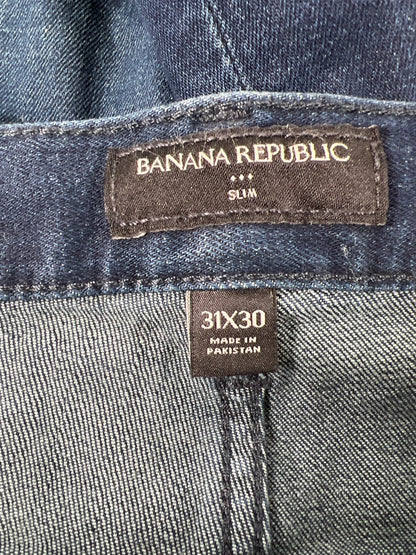 BANANA REPUBLIC
SLIM
31X30
MADE IN
PAKISTAN